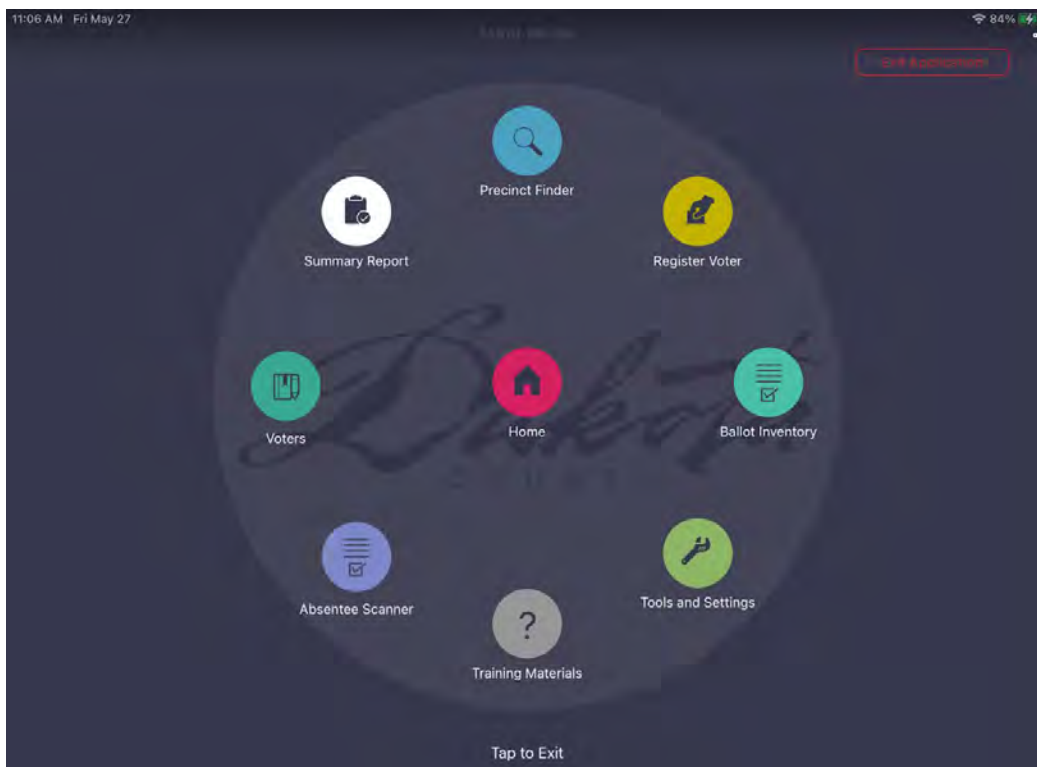 11:06 AM Fri May 27
84%
Precinct Finder
Summary Report
Register Voter
Dakota
Voters
Home
Ballot Inventory
Absentee Scanner
Tools and Settings
Training Materials
Tap to Exit